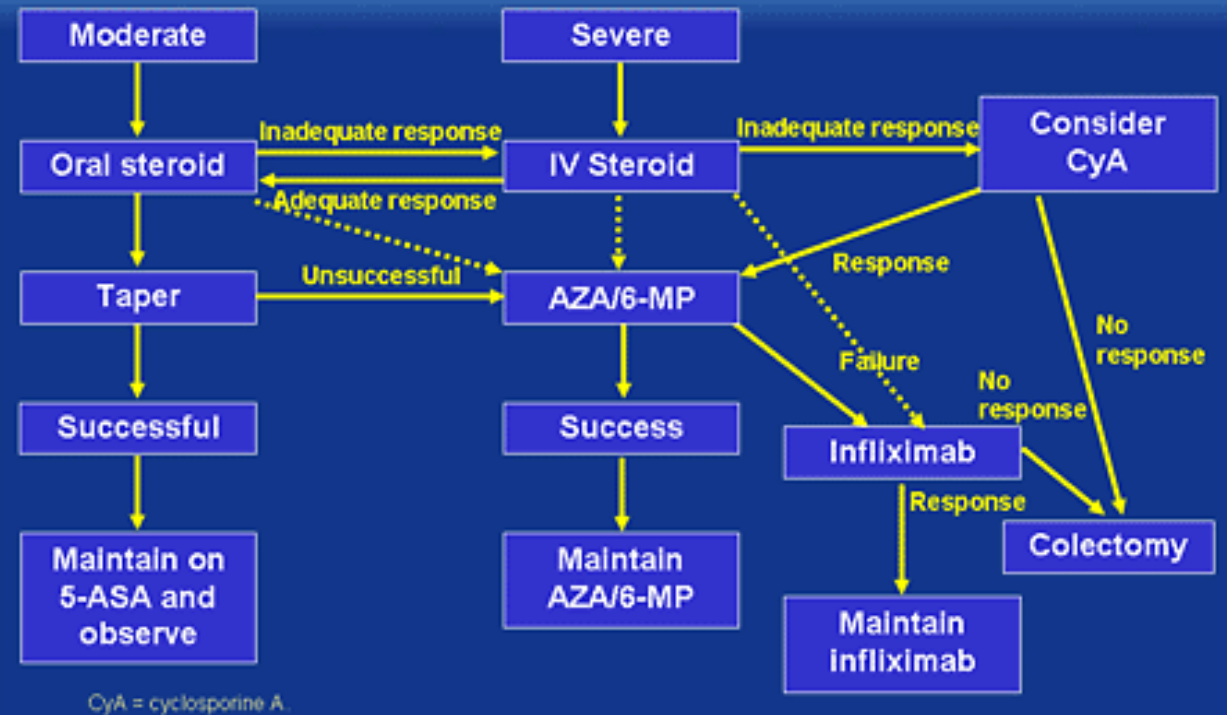 Moderate
Severe
Consider
CyA
Inadequate response
Inadequate response
Oral steroid
IV Steroid
Adequate response
Response
Unsuccessful
Taper
AZA/6-MP
No
response
Failure
No
response
Successful
Success
Infliximab
Response
Colectomy
Maintain on
5-ASA and
observe
Maintain
AZA/6-MP
Maintain
infliximab
CyA = cyclosporine A.